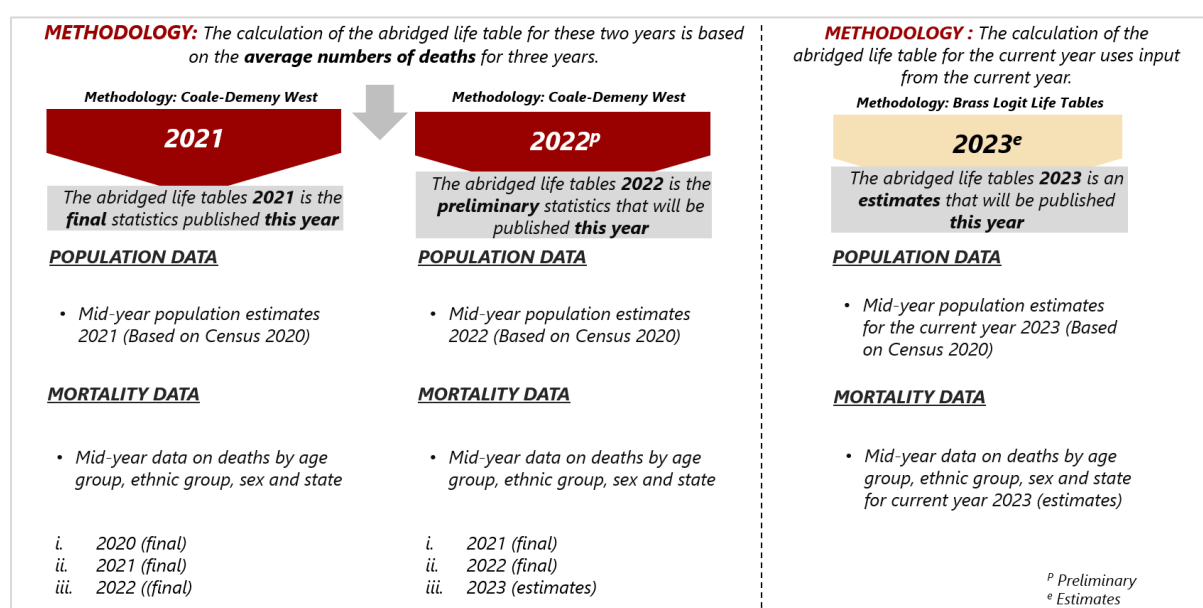 METHODOLOGY: The calculation of the abridged life table for these two years is based
on the average numbers of deaths for three years.
Methodology: Coale-Demeny West
2021
The abridged life tables 2021 is the
final statistics published this year
POPULATION DATA
• Mid-year population estimates
2021 (Based on Census 2020)
MORTALITY DATA
• Mid-year data on deaths by age
group, ethnic group, sex and state
i. 2020 (final)
ii. 2021 (final)
iii. 2022 ((final)
Methodology: Coale-Demeny West
2022ᵖ
The abridged life tables 2022 is the
preliminary statistics that will be
published this year
POPULATION DATA
• Mid-year population estimates
2022 (Based on Census 2020)
MORTALITY DATA
• Mid-year data on deaths by age
group, ethnic group, sex and state
i. 2021 (final)
ii. 2022 (final)
iii. 2023 (estimates)
METHODOLOGY : The calculation of the
abridged life table for the current year uses input
from the current year.
Methodology: Brass Logit Life Tables
2023ᵉ
The abridged life tables 2023 is an
estimates that will be published
this year
POPULATION DATA
• Mid-year population estimates
for the current year 2023 (Based
on Census 2020)
MORTALITY DATA
• Mid-year data on deaths by age
group, ethnic group, sex and state
for current year 2023 (estimates)
ᴾ Preliminary
ᵉ Estimates